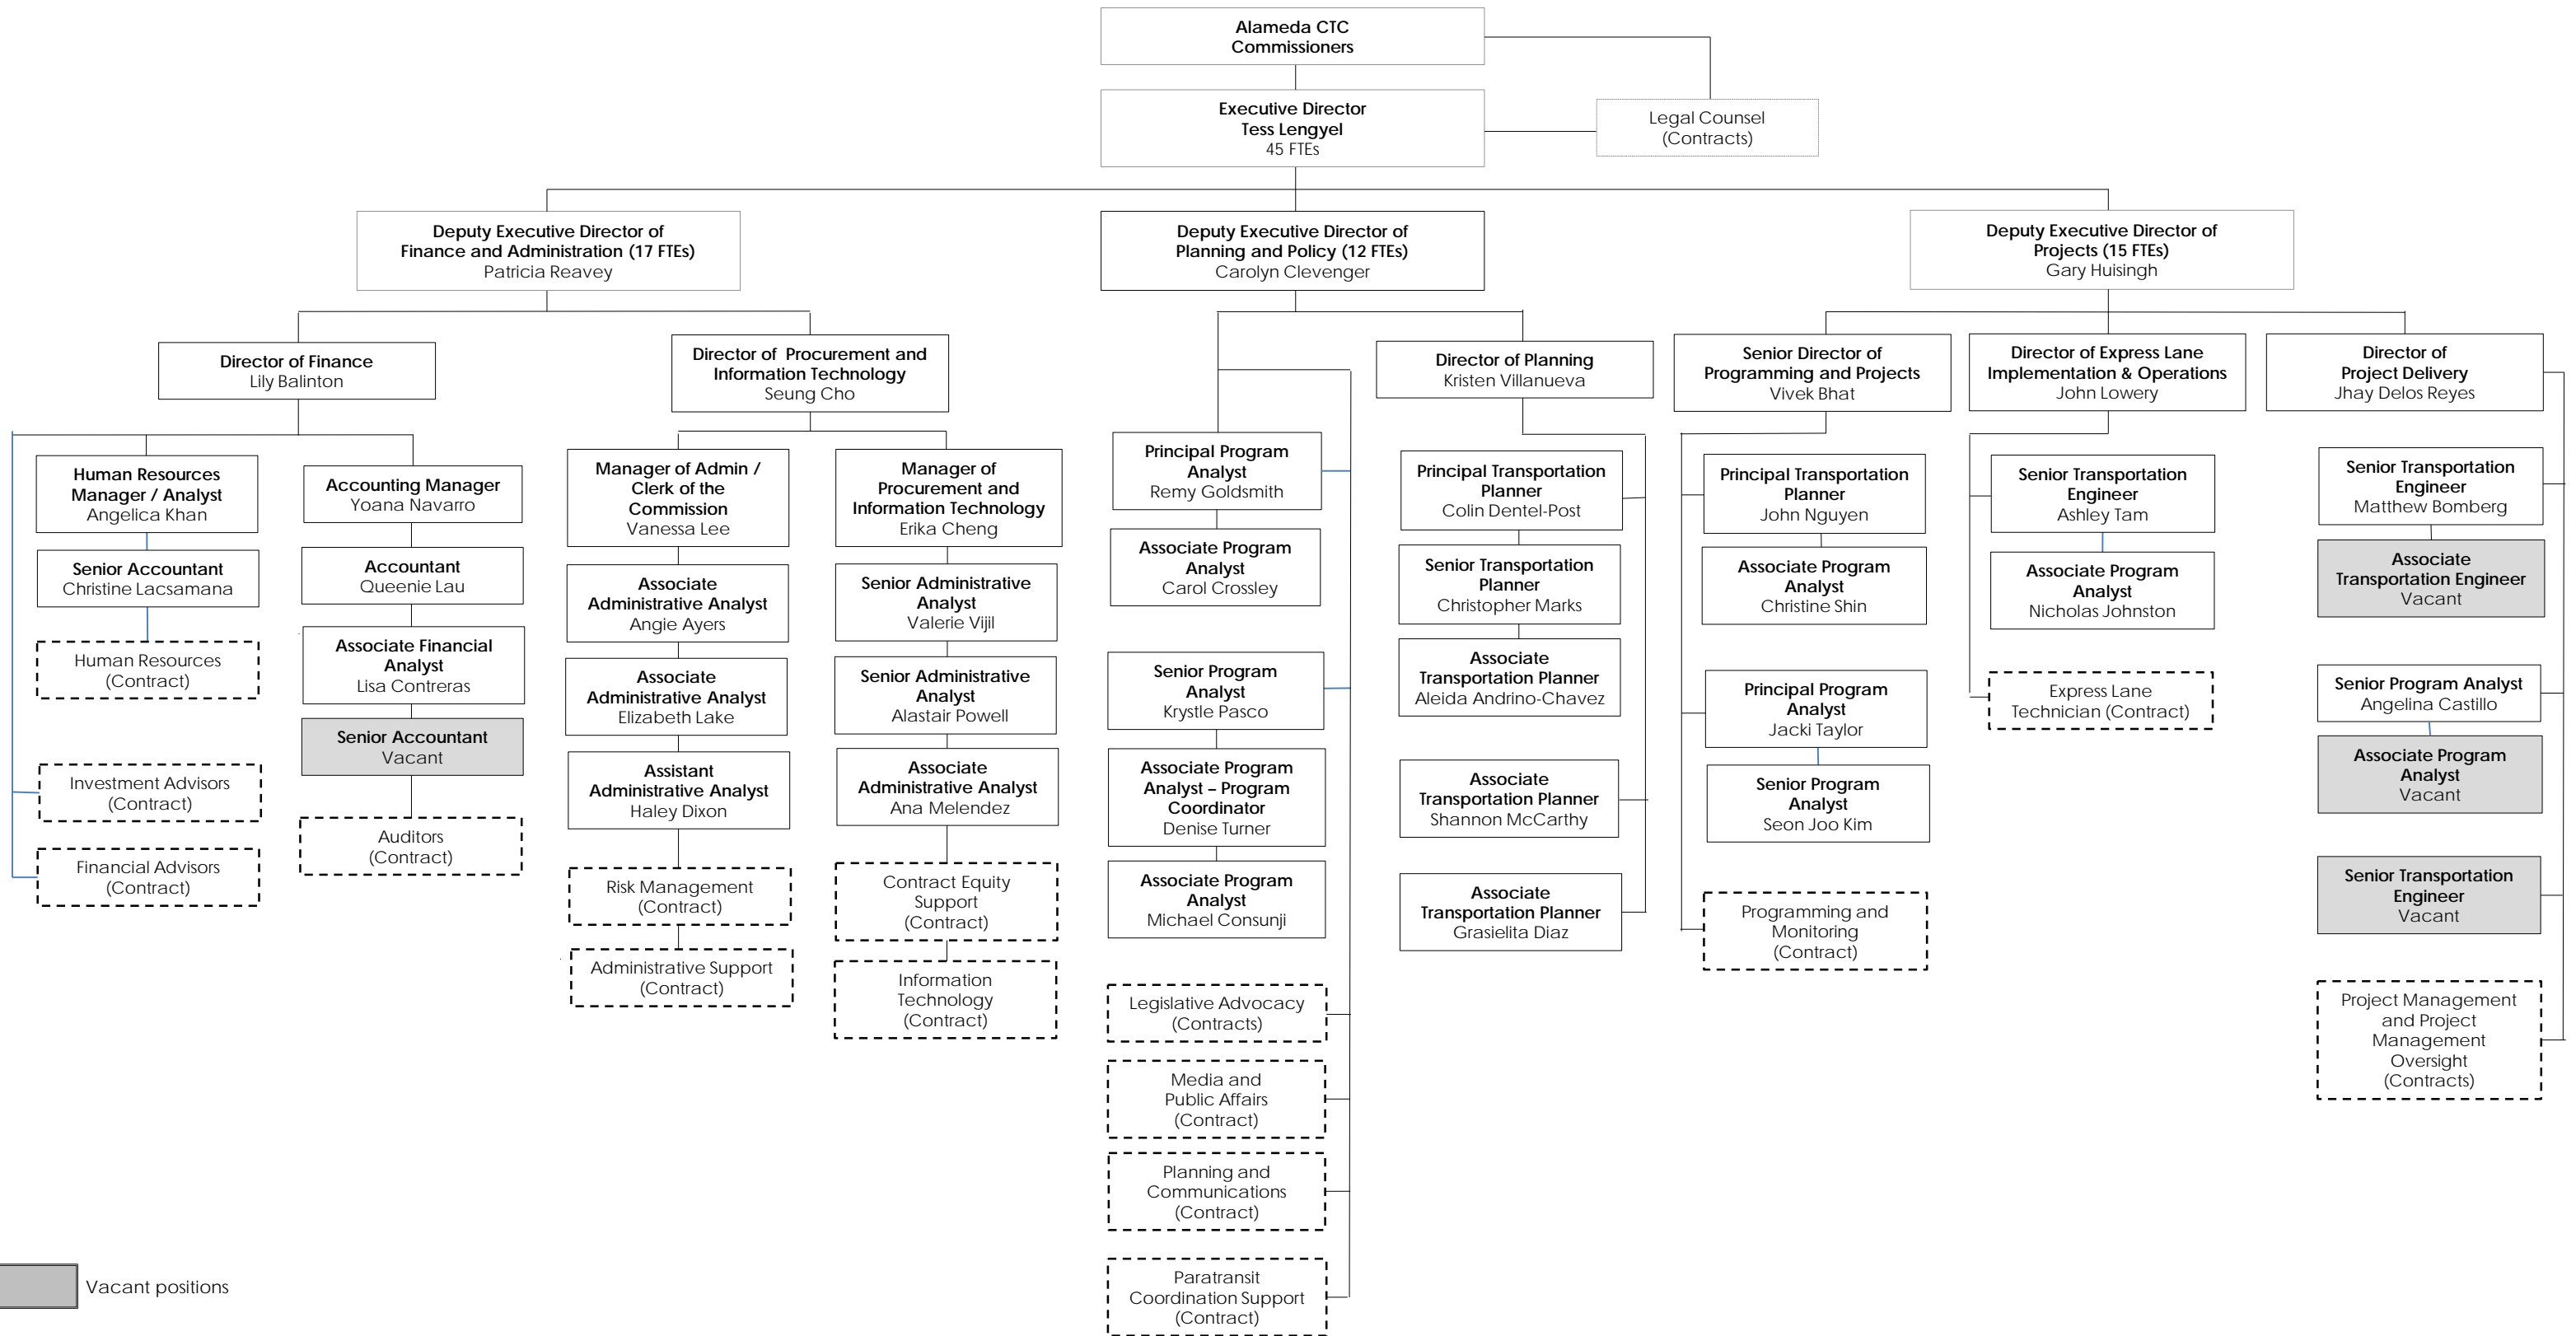 Alameda CTC
Commissioners
Executive Director
Tess Lengyel
45 FTEs
Legal Counsel
(Contracts)
Deputy Executive Director of
Finance and Administration (17 FTEs)
Patricia Reavey
Deputy Executive Director of
Planning and Policy (12 FTEs)
Carolyn Clevenger
Deputy Executive Director of
Projects (15 FTEs)
Gary Huisingh
Director of Finance
Lily Balinton
Director of  Procurement and
Information Technology
Seung Cho
Director of Planning
Kristen Villanueva
Senior Director of
Programming and Projects
Vivek Bhat
Director of Express Lane
Implementation & Operations
John Lowery
Director of
Project Delivery
Jhay Delos Reyes
Human Resources
Manager / Analyst
Angelica Khan
Senior Accountant
Christine Lacsamana
Human Resources
(Contract)
Investment Advisors
(Contract)
Financial Advisors
(Contract)
Accounting Manager
Yoana Navarro
Accountant
Queenie Lau
Associate Financial
Analyst
Lisa Contreras
Senior Accountant
Vacant
Auditors
(Contract)
Manager of Admin /
Clerk of the
Commission
Vanessa Lee
Associate
Administrative Analyst
Angie Ayers
Associate
Administrative Analyst
Elizabeth Lake
Assistant
Administrative Analyst
Haley Dixon
Risk Management
(Contract)
Administrative Support
(Contract)
Manager of
Procurement and
Information Technology
Erika Cheng
Senior Administrative
Analyst
Valerie Vijil
Senior Administrative
Analyst
Alastair Powell
Associate
Administrative Analyst
Ana Melendez
Contract Equity
Support
(Contract)
Information
Technology
(Contract)
Principal Program
Analyst
Remy Goldsmith
Associate Program
Analyst
Carol Crossley
Senior Program
Analyst
Krystle Pasco
Associate Program
Analyst – Program
Coordinator
Denise Turner
Associate Program
Analyst
Michael Consunji
Legislative Advocacy
(Contracts)
Media and
Public Affairs
(Contract)
Planning and
Communications
(Contract)
Paratransit
Coordination Support
(Contract)
Principal Transportation
Planner
Colin Dentel-Post
Senior Transportation
Planner
Christopher Marks
Associate
Transportation Planner
Aleida Andrino-Chavez
Associate
Transportation Planner
Shannon McCarthy
Associate
Transportation Planner
Grasielita Diaz
Principal Transportation
Planner
John Nguyen
Associate Program
Analyst
Christine Shin
Principal Program
Analyst
Jacki Taylor
Senior Program
Analyst
Seon Joo Kim
Programming and
Monitoring
(Contract)
Senior Transportation
Engineer
Ashley Tam
Associate Program
Analyst
Nicholas Johnston
Express Lane
Technician (Contract)
Senior Transportation
Engineer
Matthew Bomberg
Associate
Transportation Engineer
Vacant
Senior Program Analyst
Angelina Castillo
Associate Program
Analyst
Vacant
Senior Transportation
Engineer
Vacant
Project Management
and Project
Management
Oversight
(Contracts)
Vacant positions